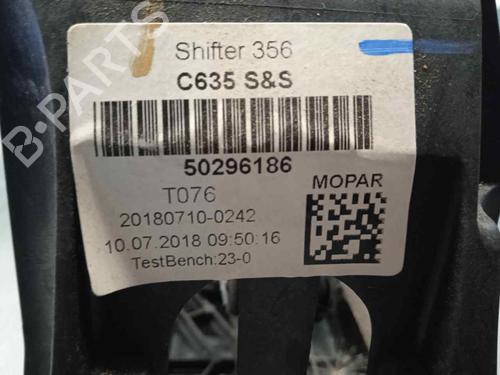 Shifter 356
C635 S&S
50296186
T076
MOPAR
20180710-0242
10.07.2018 09:50:16
TestBench:23-0
B-PARTS